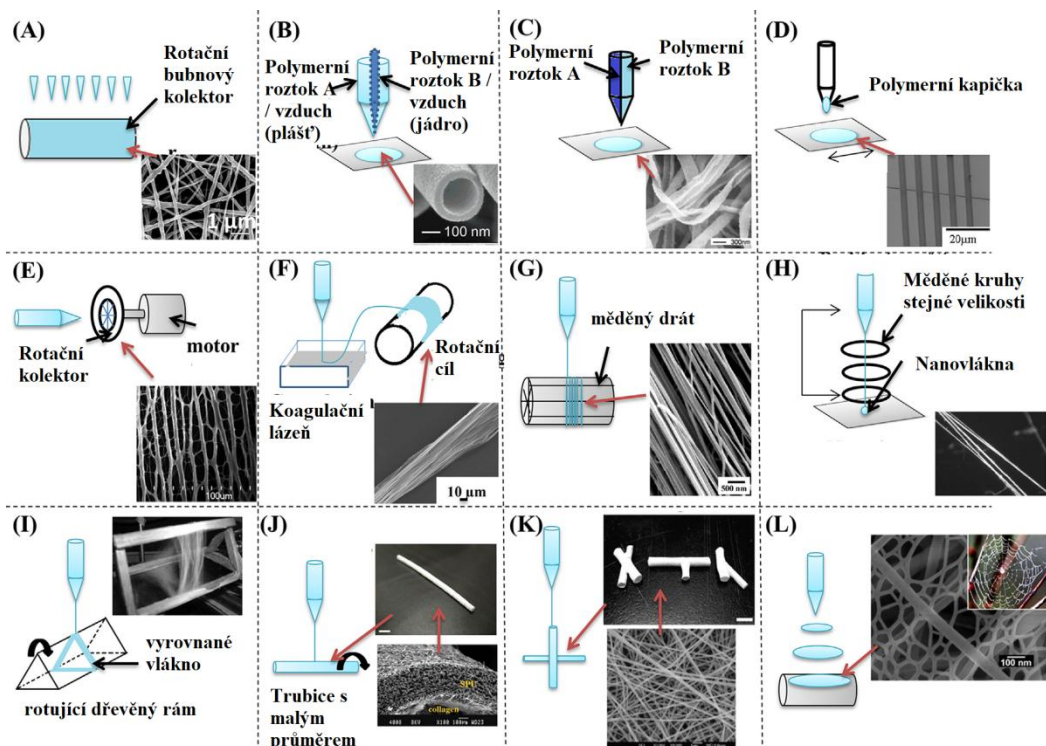 (A)
Rotační
bubnový
kolektor
1 µm
(B)
Polymerní
roztok A
/ vzduch
(plášť)
Polymerní
roztok B /
vzduch
(jádro)
100 nm
(C)
Polymerní
roztok A
Polymerní
roztok B
300nm
(D)
Polymerní kapička
20µm
(E)
Rotační
kolektor
motor
100µm
(F)
Rotační
cíl
Koagulační
lázeň
10 µm
(G)
měděný drát
500 nm
(H)
Měděné kruhy
stejné velikosti
Nanovlákna
(I)
vyrovnané
vlákno
rotující dřevěný rám
(J)
Trubice s
malým
průměrem
SPU
collagen
(K)
(L)
100 nm